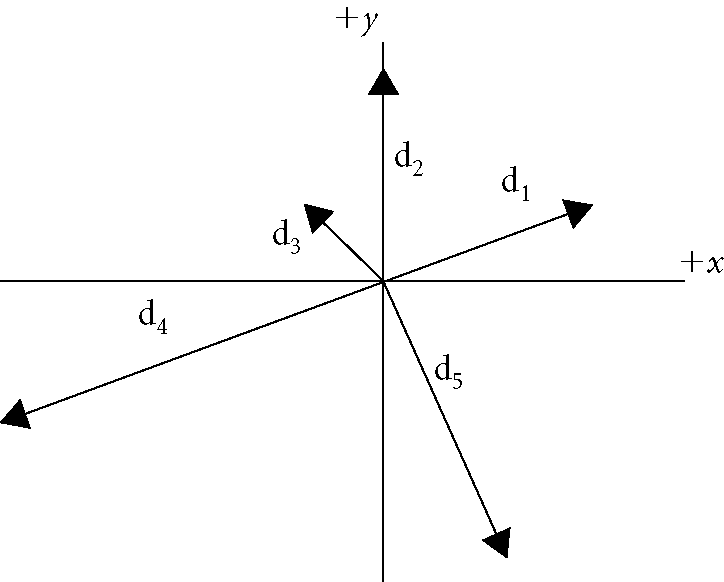 +y
d₂
d₁
d₃
+x
d₄
d₅